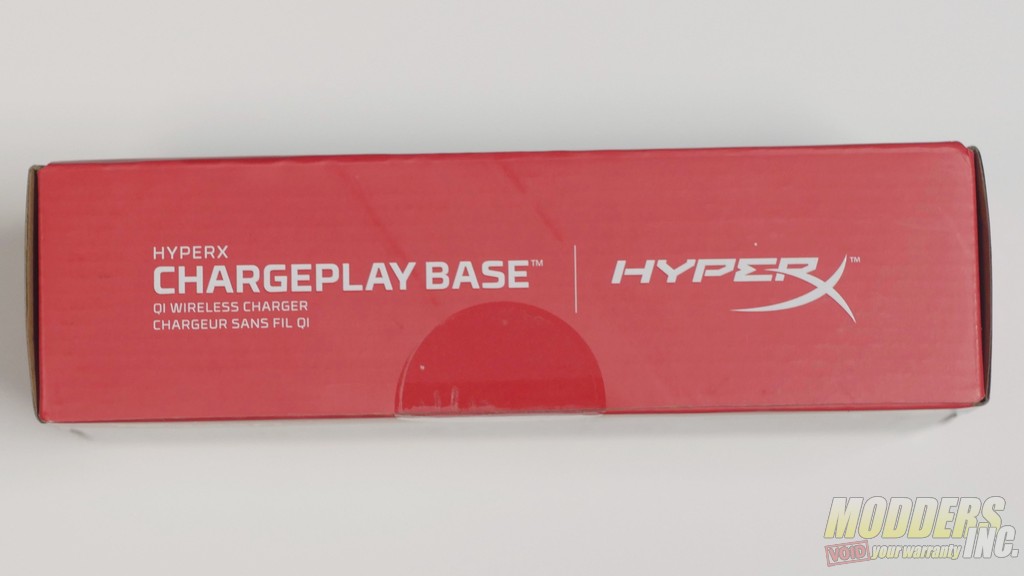 HYPERX
CHARGEPLAY BASE™
QI WIRELESS CHARGER
CHARGEUR SANS FIL QI
HYPERX™
MODDERS
INC.
VOID your warranty